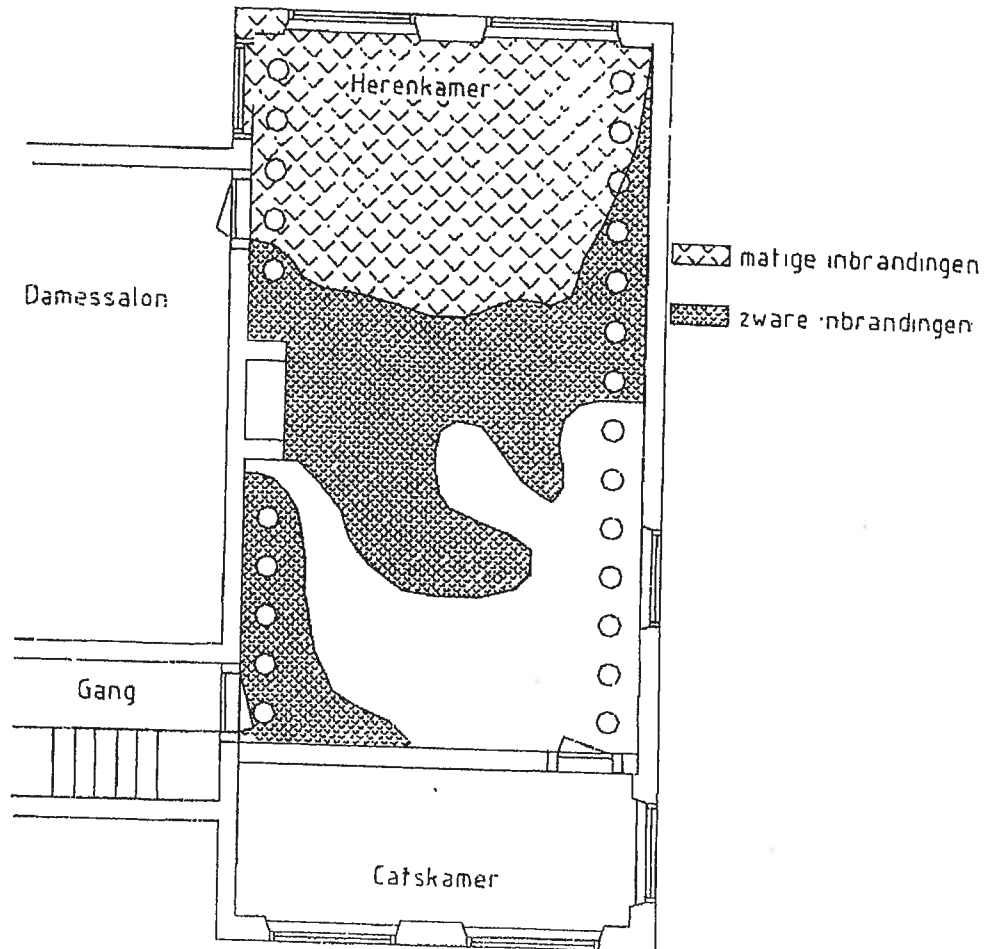 Herenkamer
matige inbrandingen
Damessalon
zware inbrandingen
Gang
Catskamer